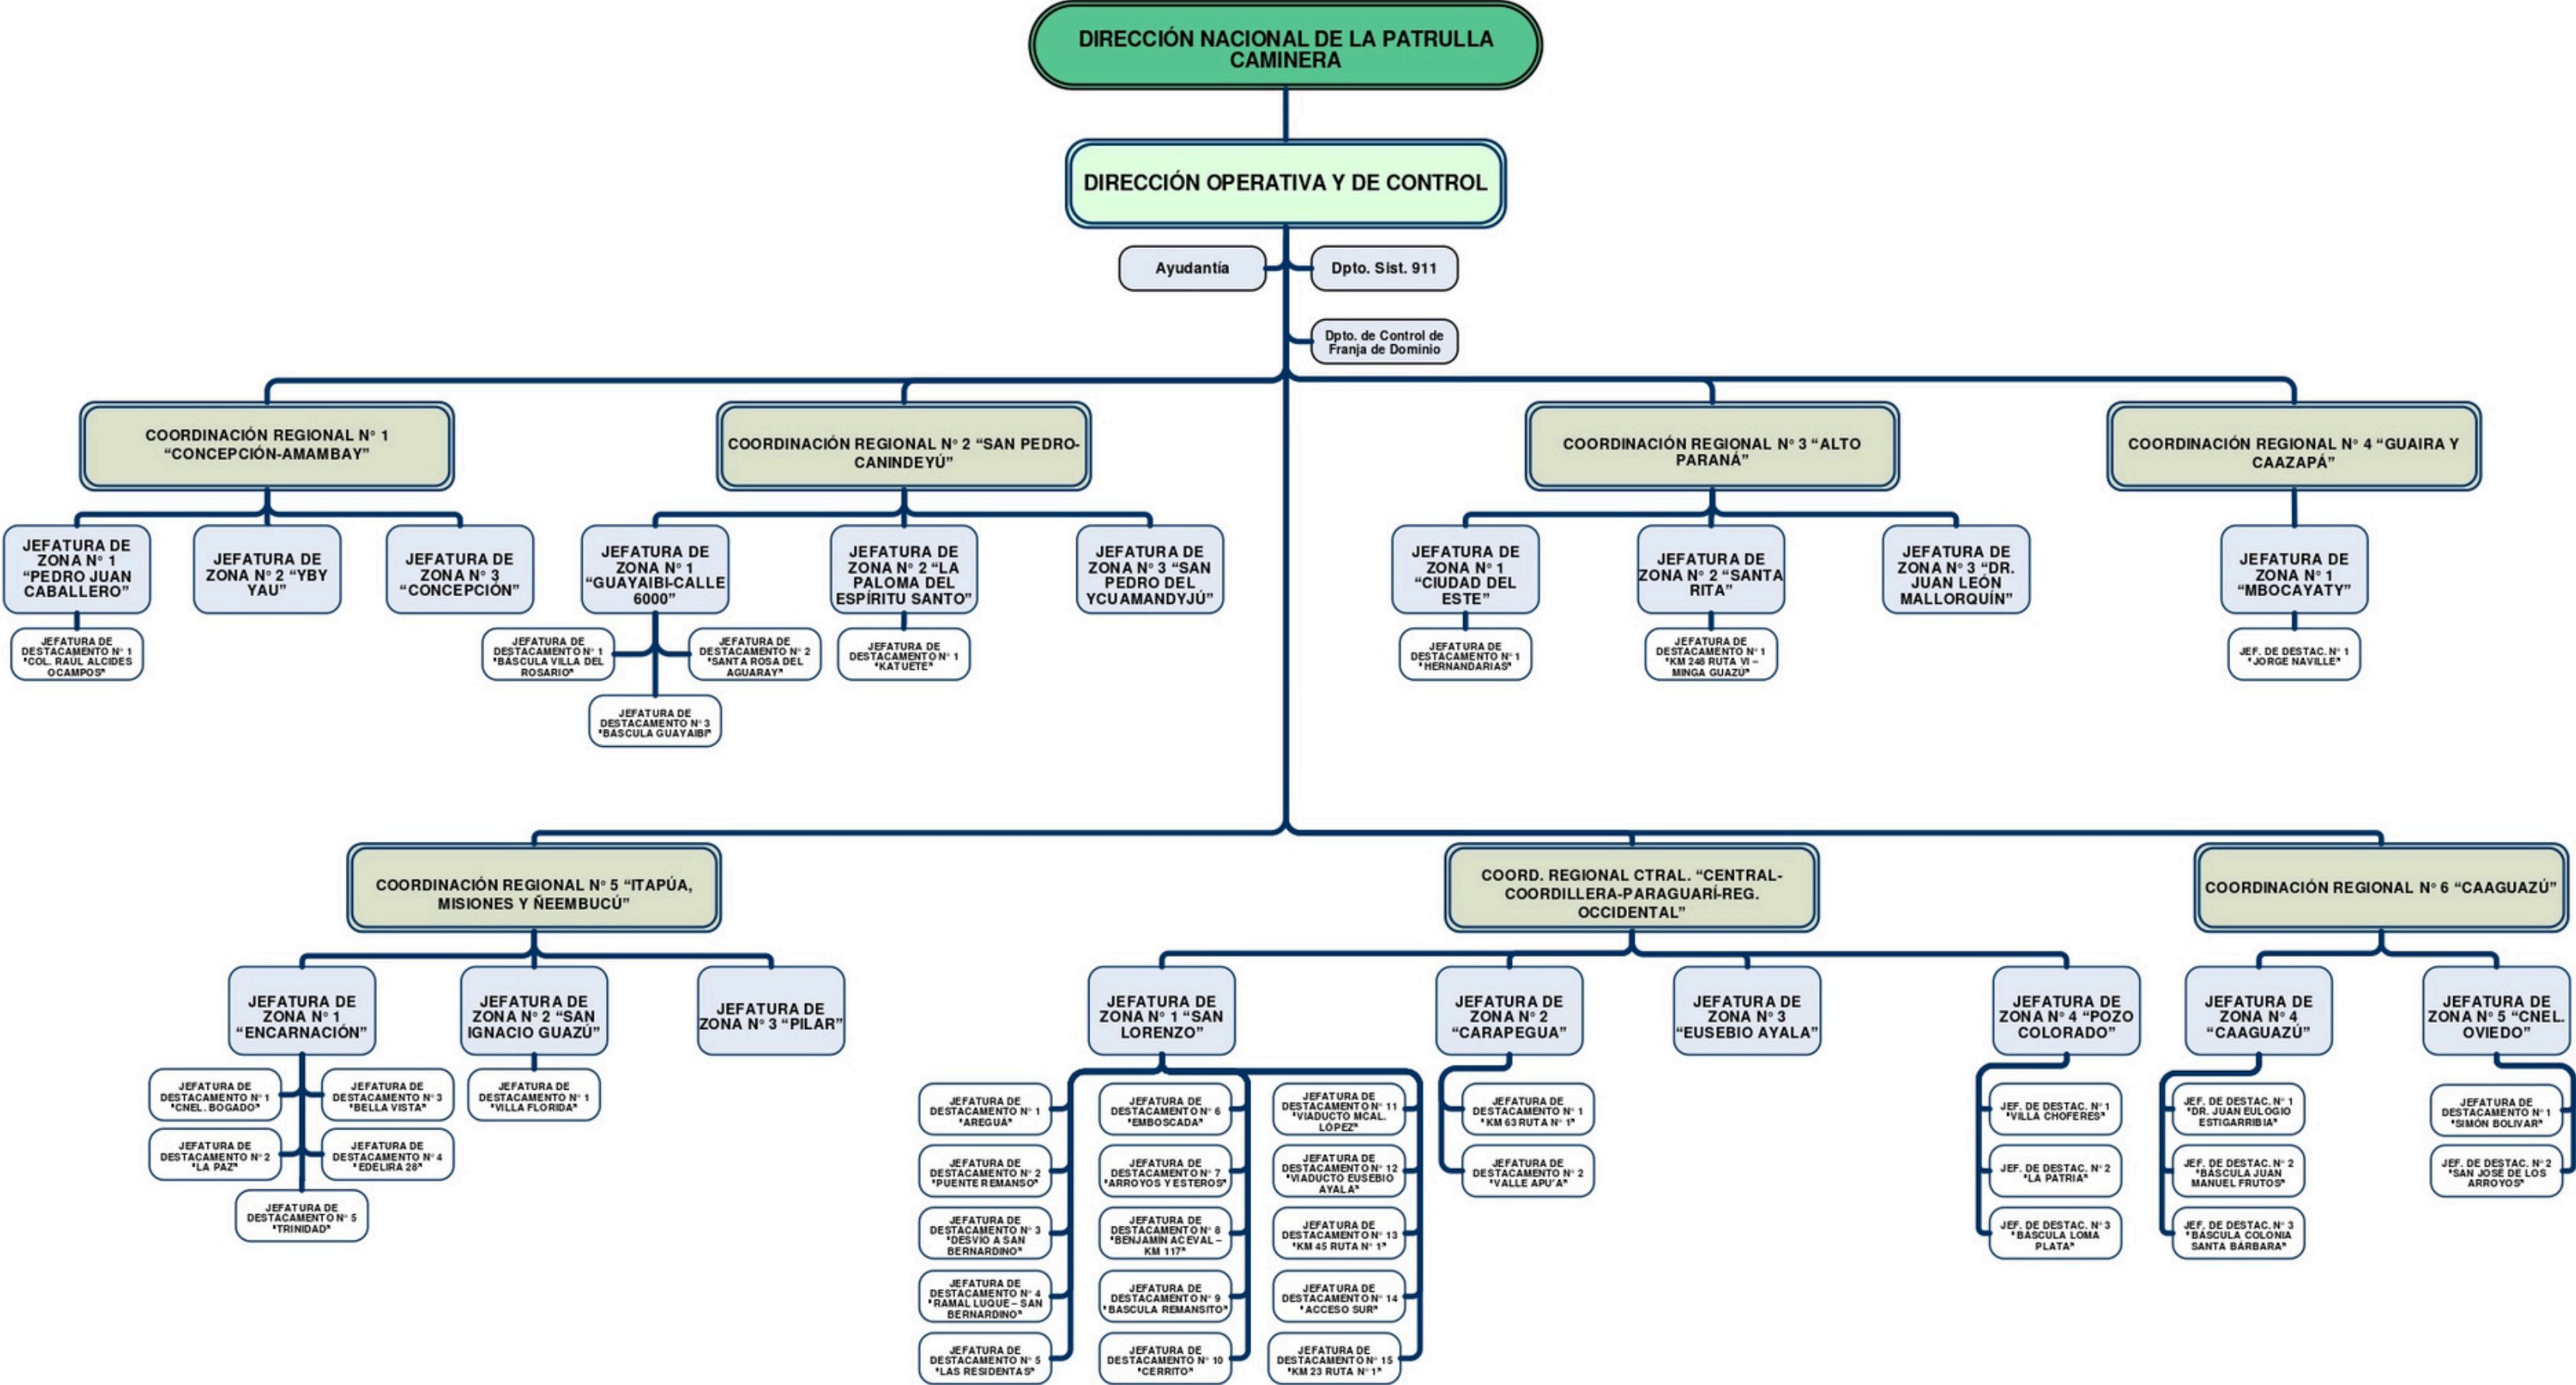 DIRECCIÓN NACIONAL DE LA PATRULLA
CAMINERA
DIRECCIÓN OPERATIVA Y DE CONTROL
Ayudantía
Dpto. Sist. 911
Dpto. de Control de
Franja de Dominio
COORDINACIÓN REGIONAL N° 1
“CONCEPCIÓN-AMAMBAY”
COORDINACIÓN REGIONAL N° 2 “SAN PEDRO-
CANINDEYÚ”
COORDINACIÓN REGIONAL N° 3 “ALTO
PARANÁ”
COORDINACIÓN REGIONAL N° 4 “GUAIRA Y
CAAZAPÁ”
JEFATURA DE
ZONA N° 1
“PEDRO JUAN
CABALLERO”
JEFATURA DE
ZONA N° 2 “YBY
YAU”
JEFATURA DE
ZONA N° 3
“CONCEPCIÓN”
JEFATURA DE
ZONA N° 1
“GUAYAIBI-CALLE
6000”
JEFATURA DE
ZONA N° 2 “LA
PALOMA DEL
ESPÍRITU SANTO”
JEFATURA DE
ZONA N° 3 “SAN
PEDRO DEL
YCUAMANDYJÚ”
JEFATURA DE
ZONA N° 1
“CIUDAD DEL
ESTE”
JEFATURA DE
ZONA N° 2 “SANTA
RITA”
JEFATURA DE
ZONA N° 3 “DR.
JUAN LEÓN
MALLORQUÍN”
JEFATURA DE
ZONA N° 1
“MBOCAYATY”
JEFATURA DE
DESTACAMENTO N° 1
“COL. RAÚL ALCIDES
OCAMPOS”
JEFATURA DE
DESTACAMENTO N° 1
“BÁSCULA VILLA DEL
ROSARIO”
JEFATURA DE
DESTACAMENTO N° 2
“SANTA ROSA DEL
AGUARAY”
JEFATURA DE
DESTACAMENTO N° 1
“KATUETE”
JEFATURA DE
DESTACAMENTO N° 1
“HERNANDARIAS”
JEFATURA DE
DESTACAMENTO N° 1
“KM 248 RUTA VI –
MINGA GUAZÚ”
JEF. DE DESTAC. N° 1
“JORGE NAVILLE”
JEFATURA DE
DESTACAMENTO N° 3
“BÁSCULA GUAYAIBI”
COORDINACIÓN REGIONAL N° 5 “ITAPÚA,
MISIONES Y ÑEEMBUCÚ”
COORD. REGIONAL CTRAL. “CENTRAL-
COORDILLERA-PARAGUARÍ-REG.
OCCIDENTAL”
COORDINACIÓN REGIONAL N° 6 “CAAGUAZÚ”
JEFATURA DE
ZONA N° 1
“ENCARNACIÓN”
JEFATURA DE
ZONA N° 2 “SAN
IGNACIO GUAZÚ”
JEFATURA DE
ZONA N° 3 “PILAR”
JEFATURA DE
ZONA N° 1 “SAN
LORENZO”
JEFATURA DE
ZONA N° 2
“CARAPEGUA”
JEFATURA DE
ZONA N° 3
“EUSEBIO AYALA”
JEFATURA DE
ZONA N° 4 “POZO
COLORADO”
JEFATURA DE
ZONA N° 4
“CAAGUAZÚ”
JEFATURA DE
ZONA N° 5 “CNEL.
OVIEDO”
JEFATURA DE
DESTACAMENTO N° 1
“CNEL. BOGADO”
JEFATURA DE
DESTACAMENTO N° 3
“BELLA VISTA”
JEFATURA DE
DESTACAMENTO N° 2
“LA PAZ”
JEFATURA DE
DESTACAMENTO N° 4
“EDELIRA 28”
JEFATURA DE
DESTACAMENTO N° 5
“TRINIDAD”
JEFATURA DE
DESTACAMENTO N° 1
“VILLA FLORIDA”
JEFATURA DE
DESTACAMENTO N° 1
“AREGUÁ”
JEFATURA DE
DESTACAMENTO N° 2
“PUENTE REMANSO”
JEFATURA DE
DESTACAMENTO N° 3
“DESVÍO A SAN
BERNARDINO”
JEFATURA DE
DESTACAMENTO N° 4
“RAMAL LUQUE – SAN
BERNARDINO”
JEFATURA DE
DESTACAMENTO N° 5
“LAS RESIDENTAS”
JEFATURA DE
DESTACAMENTO N° 6
“EMBOSCADA”
JEFATURA DE
DESTACAMENTO N° 7
“ARROYOS Y ESTEROS”
JEFATURA DE
DESTACAMENTO N° 8
“BENJAMÍN ACEVAL –
KM 117”
JEFATURA DE
DESTACAMENTO N° 9
“BÁSCULA REMANSITO”
JEFATURA DE
DESTACAMENTO N° 10
“CERRITO”
JEFATURA DE
DESTACAMENTO N° 11
“VIADUCTO MCAL.
LÓPEZ”
JEFATURA DE
DESTACAMENTO N° 12
“VIADUCTO EUSEBIO
AYALA”
JEFATURA DE
DESTACAMENTO N° 13
“KM 45 RUTA N° 1”
JEFATURA DE
DESTACAMENTO N° 14
“ACCESO SUR”
JEFATURA DE
DESTACAMENTO N° 15
“KM 23 RUTA N° 1”
JEFATURA DE
DESTACAMENTO N° 1
“KM 63 RUTA N° 1”
JEFATURA DE
DESTACAMENTO N° 2
“VALLE APU’A”
JEF. DE DESTAC. N° 1
“VILLA CHOFERES”
JEF. DE DESTAC. N° 2
“LA PATRIA”
JEF. DE DESTAC. N° 3
“BÁSCULA LOMA
PLATA”
JEF. DE DESTAC. N° 1
“DR. JUAN EULOGIO
ESTIGARRIBIA”
JEF. DE DESTAC. N° 2
“BÁSCULA JUAN
MANUEL FRUTOS”
JEF. DE DESTAC. N° 3
“BÁSCULA COLONIA
SANTA BÁRBARA”
JEFATURA DE
DESTACAMENTO N° 1
“SIMÓN BOLIVAR”
JEF. DE DESTAC. N° 2
“SAN JOSÉ DE LOS
ARROYOS”